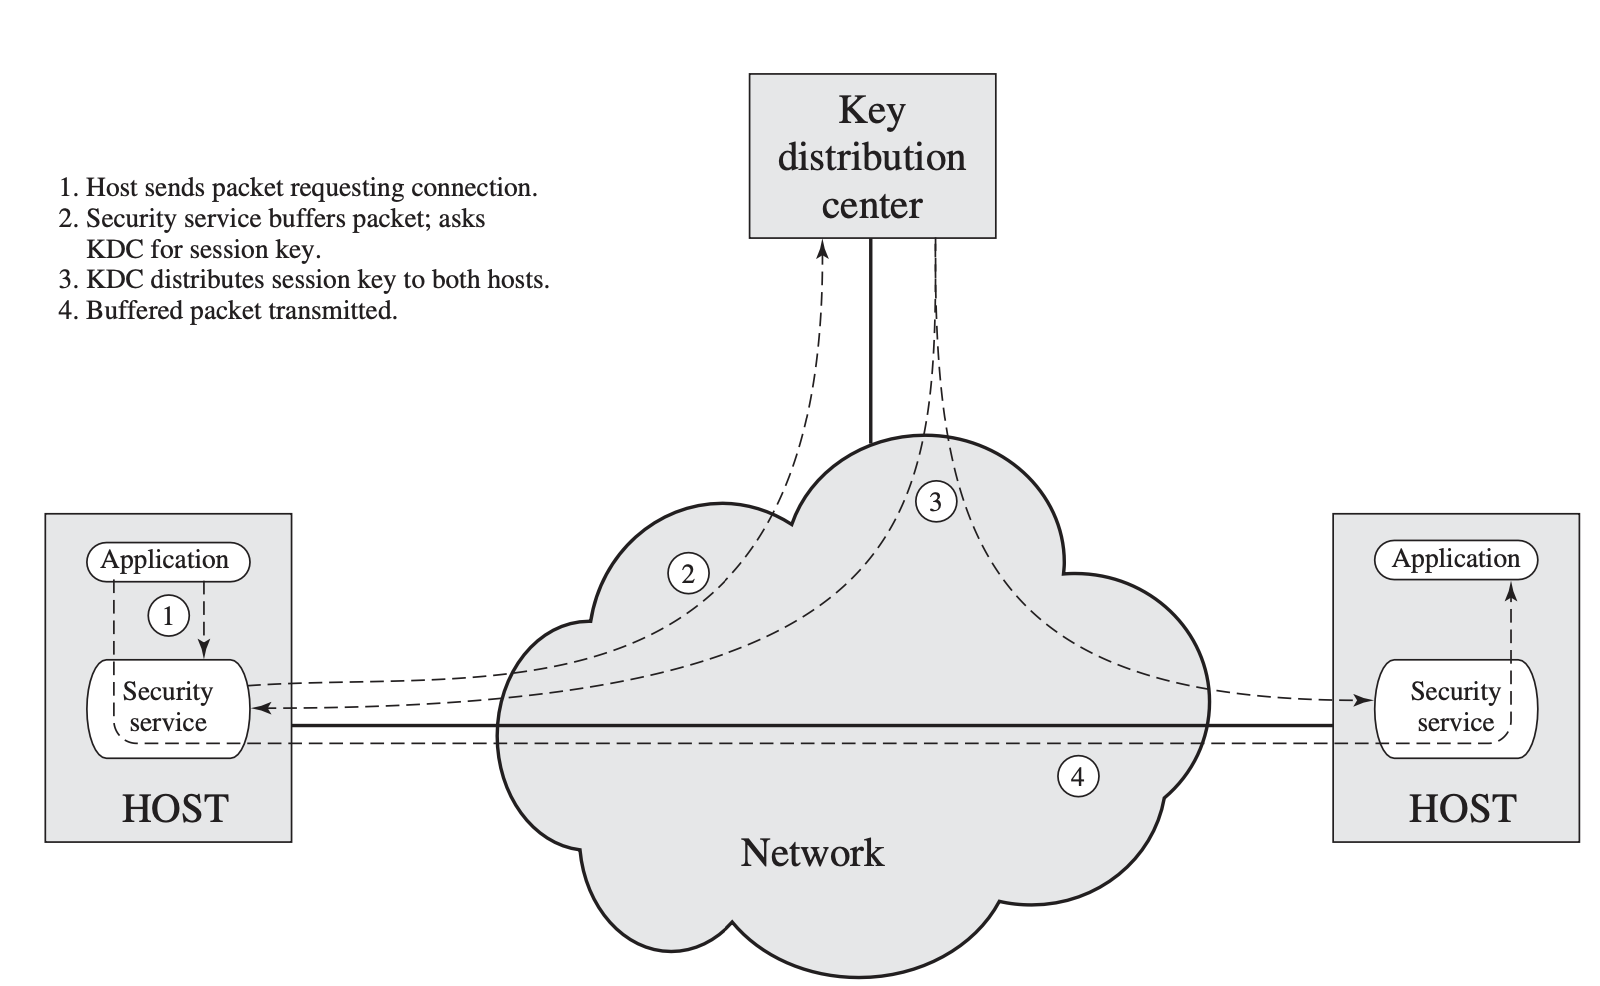 Key
distribution
center
1. Host sends packet requesting connection.
2. Security service buffers packet; asks
KDC for session key.
3. KDC distributes session key to both hosts.
4. Buffered packet transmitted.
3
2
Application
1
Security
service
HOST
Application
Security
service
HOST
4
Network